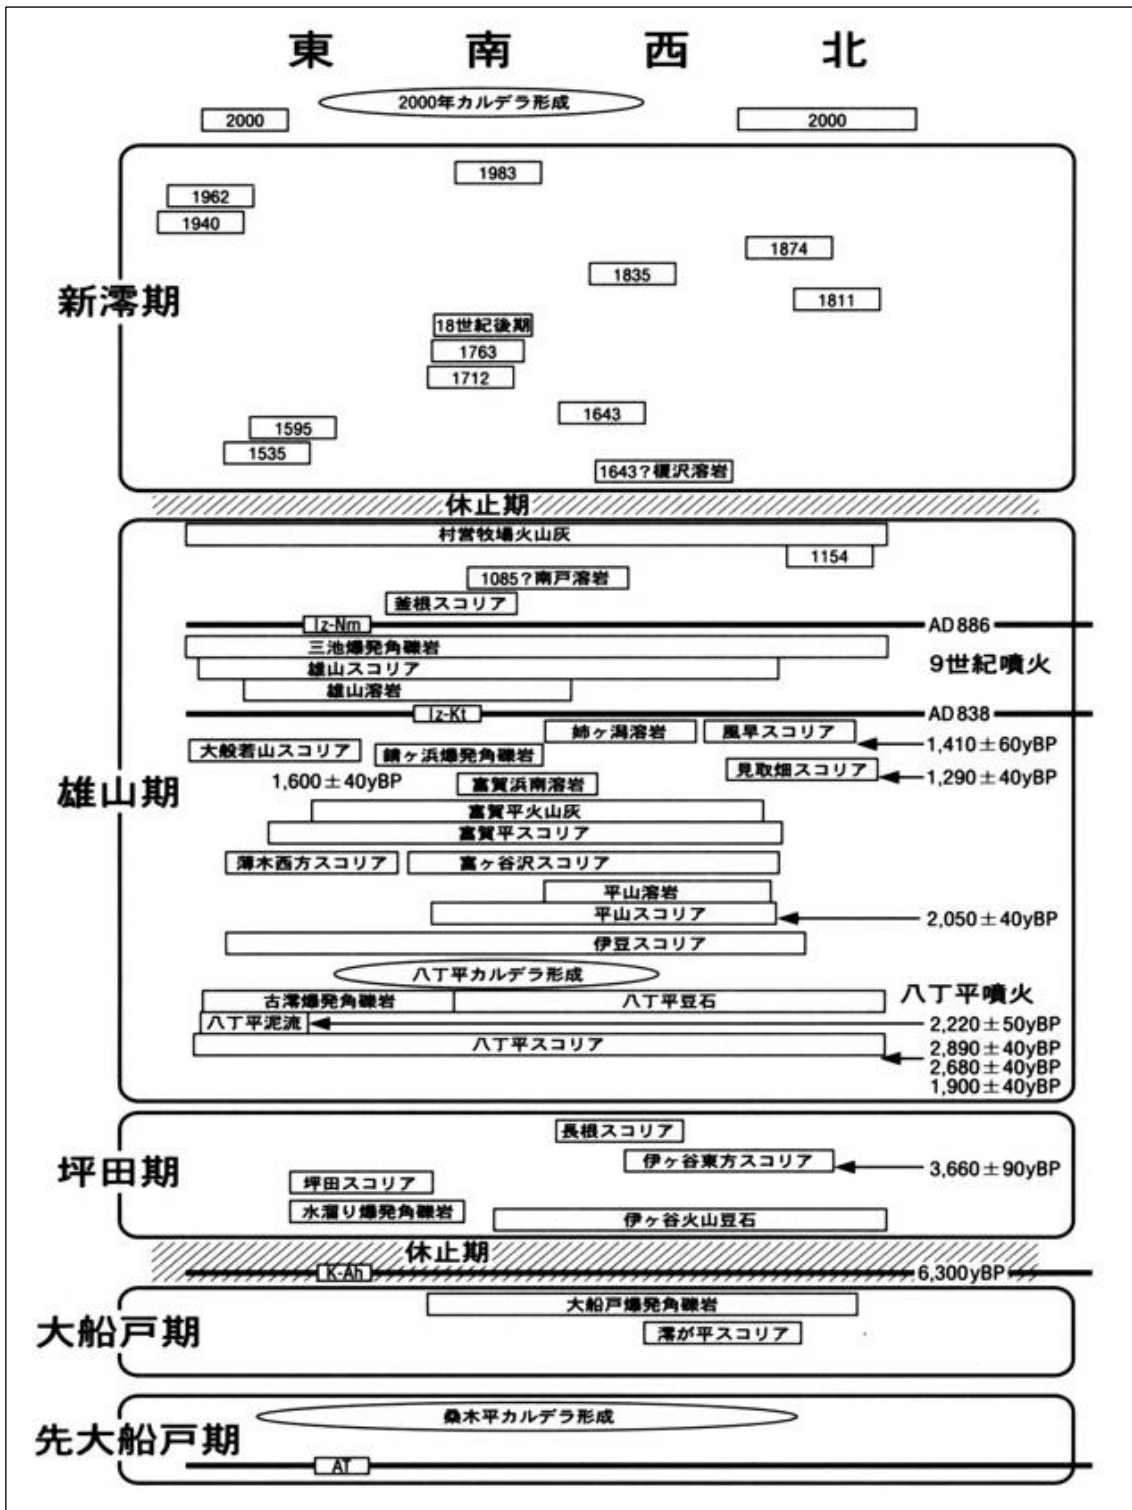 東 南 西 北
2000年カルデラ形成
2000 2000
1983
1962
1940
1874
1835
新澪期
1811
18世紀後期
1763
1712
1643
1595
1535
1643?榎沢溶岩
休止期
村営牧場火山灰
1154
1085?南戸溶岩
釜根スコリア
Iz-Nm AD886
三池爆発角礫岩
9世紀噴火
雄山スコリア
雄山溶岩
Iz-Kt AD838
姉ヶ潟溶岩 風早スコリア
大般若山スコリア 錆ヶ浜爆発角礫岩 1,410±60yBP
見取畑スコリア 1,290±40yBP
1,600±40yBP 富賀浜南溶岩
雄山期
富賀平火山灰
富賀平スコリア
薄木西方スコリア 富ヶ谷沢スコリア
平山溶岩
平山スコリア 2,050±40yBP
伊豆スコリア
八丁平カルデラ形成
八丁平噴火
古澪爆発角礫岩 八丁平豆石
八丁平泥流 2,220±50yBP
八丁平スコリア 2,890±40yBP
2,680±40yBP
1,900±40yBP
長根スコリア
伊ヶ谷東方スコリア 3,660±90yBP
坪田期
坪田スコリア
水溜り爆発角礫岩 伊ヶ谷火山豆石
休止期
K-Ah 6,300yBP
大船戸爆発角礫岩
大船戸期
澪が平スコリア
桑木平カルデラ形成
先大船戸期
AT